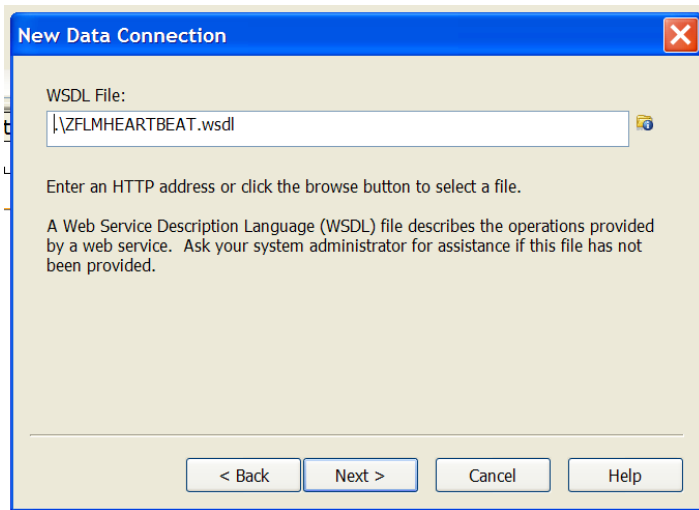 New Data Connection
WSDL File:
.\ZFLMHEARTBEAT.wsdl
Enter an HTTP address or click the browse button to select a file.
A Web Service Description Language (WSDL) file describes the operations provided
by a web service. Ask your system administrator for assistance if this file has not
been provided.
< Back
Next >
Cancel
Help